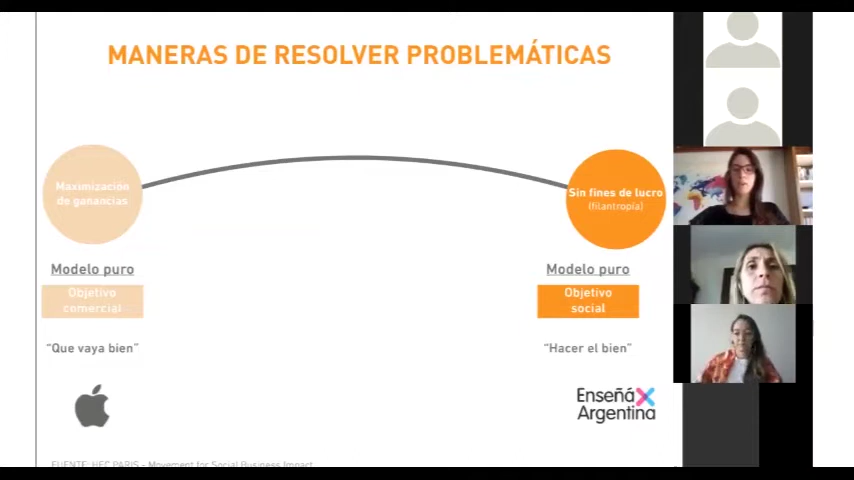 MANERAS DE RESOLVER PROBLEMÁTICAS
Maximización
de ganancias
Sin fines de lucro
(filantropía)
Modelo puro
Modelo puro
Objetivo
comercial
Objetivo
social
“Que vaya bien”
“Hacer el bien”
Enseñá
Argentina
FUENTE: HEC PARIS - Movement for Social Business Impact